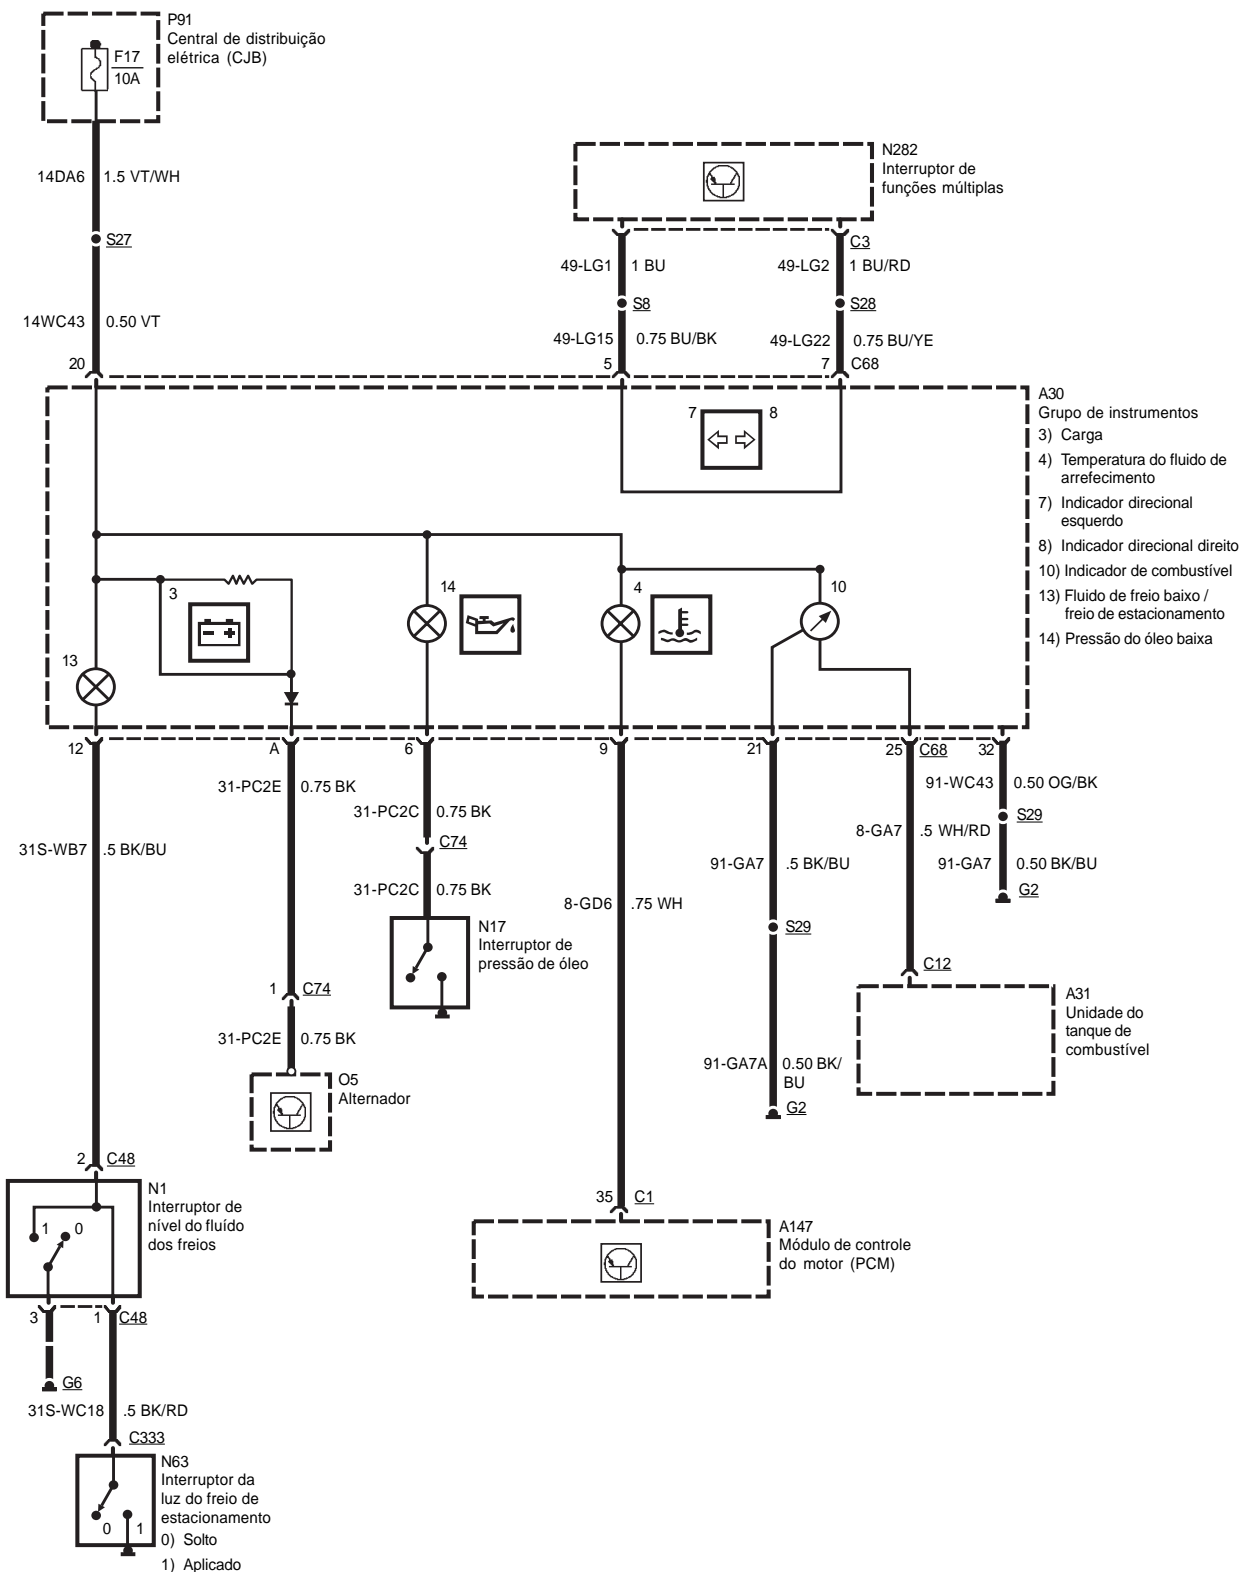 P91
Central de distribuição
elétrica (CJB)
F17
10A
14DA6 1.5 VT/WH
S27
14WC43 0.50 VT
20
N282
Interruptor de
funções múltiplas
C3
49-LG1 1 BU
49-LG2 1 BU/RD
S8
S28
49-LG15 0.75 BU/BK
49-LG22 0.75 BU/YE
5
7 C68
A30
Grupo de instrumentos
3) Carga
4) Temperatura do fluido de
arrefecimento
7) Indicador direcional
esquerdo
8) Indicador direcional direito
10) Indicador de combustível
13) Fluido de freio baixo /
freio de estacionamento
14) Pressão do óleo baixa
7 8
3
14
4
10
13
12
A
6
9
21
25 C68
32
31-PC2E 0.75 BK
31-PC2C 0.75 BK
C74
31-PC2C 0.75 BK
31S-WB7 .5 BK/BU
91-WC43 0.50 OG/BK
S29
8-GA7 .5 WH/RD
91-GA7 .5 BK/BU
91-GA7 0.50 BK/BU
G2
8-GD6 .75 WH
N17
Interruptor de
pressão de óleo
S29
C12
1 C74
A31
Unidade do
tanque de
combustível
31-PC2E 0.75 BK
91-GA7A 0.50 BK/
BU
G2
O5
Alternador
2 C48
N1
Interruptor de
nível do fluído
dos freios
1 0
35 C1
A147
Módulo de controle
do motor (PCM)
3
1 C48
G6
31S-WC18 .5 BK/RD
C333
N63
Interruptor da
luz do freio de
estacionamento
0) Solto
1) Aplicado
0 1